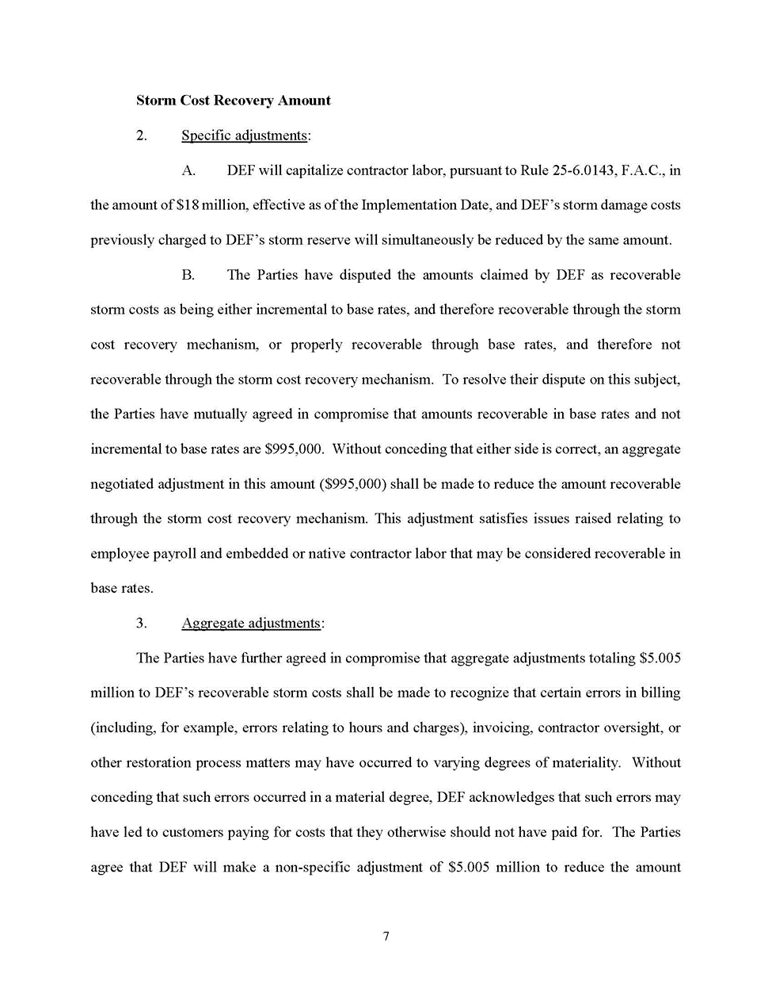 Storm Cost Recovery Amount
2. Specific adjustments:
A. DEF will capitalize contractor labor, pursuant to Rule 25-6.0143, F.A.C., in
the amount of $18 million, effective as of the Implementation Date, and DEF’s storm damage costs
previously charged to DEF’s storm reserve will simultaneously be reduced by the same amount.
B. The Parties have disputed the amounts claimed by DEF as recoverable
storm costs as being either incremental to base rates, and therefore recoverable through the storm
cost recovery mechanism, or properly recoverable through base rates, and therefore not
recoverable through the storm cost recovery mechanism. To resolve their dispute on this subject,
the Parties have mutually agreed in compromise that amounts recoverable in base rates and not
incremental to base rates are $995,000. Without conceding that either side is correct, an aggregate
negotiated adjustment in this amount ($995,000) shall be made to reduce the amount recoverable
through the storm cost recovery mechanism. This adjustment satisfies issues raised relating to
employee payroll and embedded or native contractor labor that may be considered recoverable in
base rates.
3. Aggregate adjustments:
The Parties have further agreed in compromise that aggregate adjustments totaling $5.005
million to DEF’s recoverable storm costs shall be made to recognize that certain errors in billing
(including, for example, errors relating to hours and charges), invoicing, contractor oversight, or
other restoration process matters may have occurred to varying degrees of materiality. Without
conceding that such errors occurred in a material degree, DEF acknowledges that such errors may
have led to customers paying for costs that they otherwise should not have paid for. The Parties
agree that DEF will make a non-specific adjustment of $5.005 million to reduce the amount
7